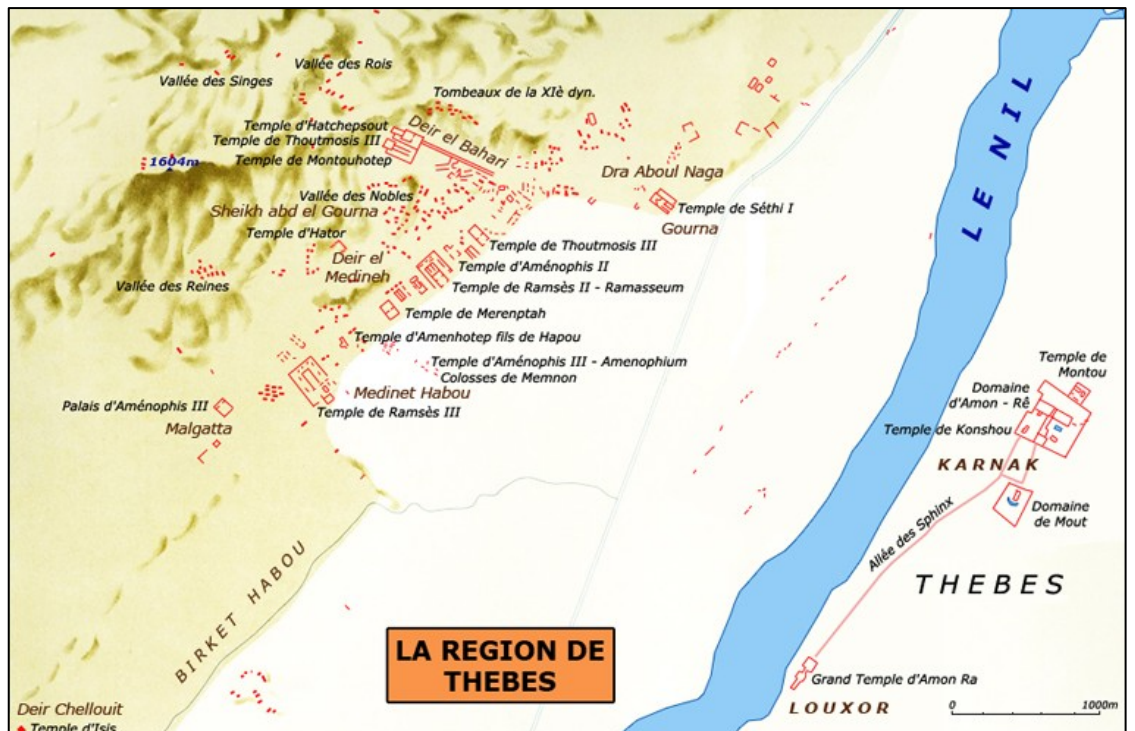 Vallée des Singes
Vallée des Rois
Tombeaux de la XIè dyn.
Temple d'Hatchepsout
Temple de Thoutmosis III
Temple de Montouhotep
Deir el Bahari
1604m
Dra Aboul Naga
Vallée des Nobles
Sheikh abd el Gourna
Temple de Séthi I
Gourna
Temple d'Hator
Deir el
Medineh
Temple de Thoutmosis III
Temple d'Aménophis II
Temple de Ramsès II - Ramasseum
Vallée des Reines
Temple de Merenptah
Temple d'Amenhotep fils de Hapou
Temple d'Aménophis III - Amenophium
Colosses de Memnon
Medinet Habou
Temple de Ramsès III
Palais d'Aménophis III
Malgatta
LE NIL
Temple de
Montou
Domaine
d'Amon - Rê
Temple de Konshou
KARNAK
Domaine
de Mout
Allée des Sphinx
THEBES
BIRKET HABOU
LA REGION DE
THEBES
Grand Temple d'Amon Ra
LOUXOR
0 1000m
Deir Chellouit
Temple d'Isis